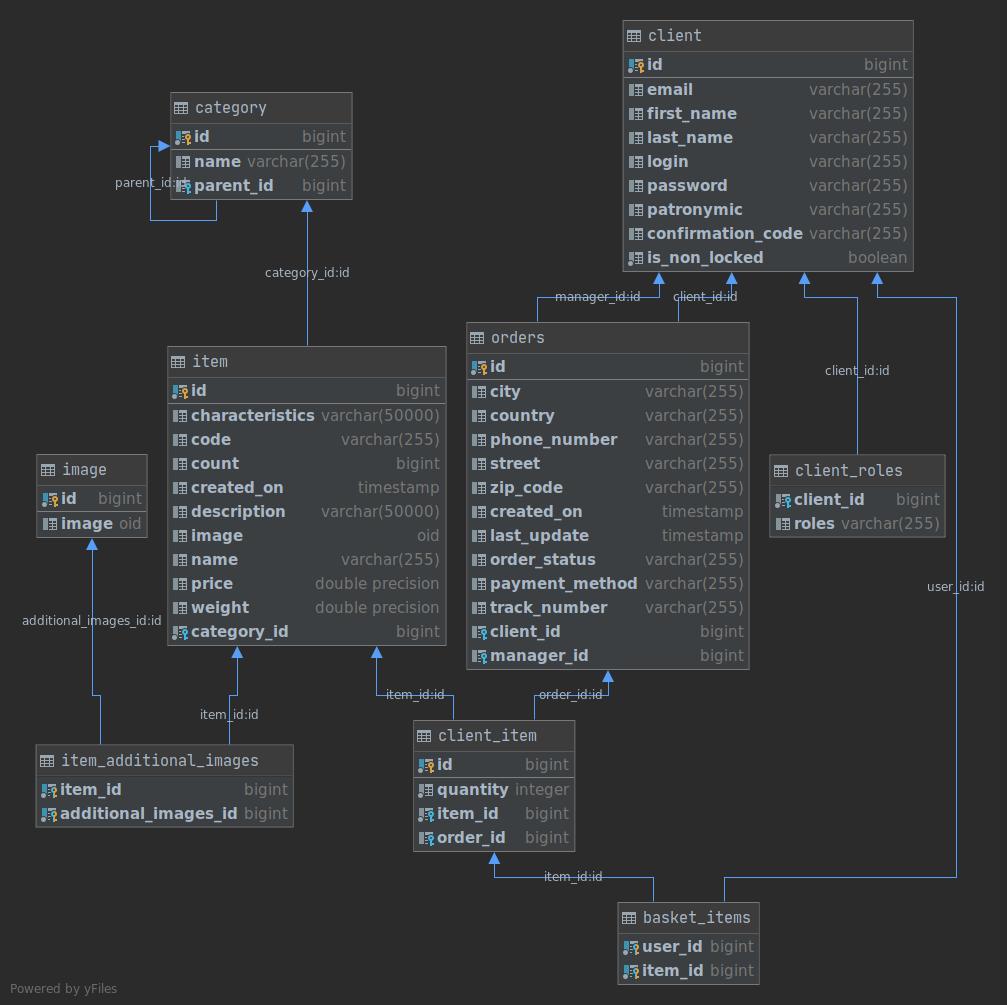 client
id bigint
email varchar(255)
first_name varchar(255)
last_name varchar(255)
login varchar(255)
password varchar(255)
patronymic varchar(255)
confirmation_code varchar(255)
is_non_locked boolean
category
id bigint
name varchar(255)
parent_id bigint
parent_id:id
category_id:id
manager_id:id
client_id:id
client_id:id
orders
id bigint
city varchar(255)
country varchar(255)
phone_number varchar(255)
street varchar(255)
zip_code varchar(255)
created_on timestamp
last_update timestamp
order_status varchar(255)
payment_method varchar(255)
track_number varchar(255)
client_id bigint
manager_id bigint
item
id bigint
characteristics varchar(50000)
code varchar(255)
count bigint
created_on timestamp
description varchar(50000)
image oid
name varchar(255)
price double precision
weight double precision
category_id bigint
image
id bigint
image oid
client_roles
client_id bigint
roles varchar(255)
user_id:id
additional_images_id:id
item_id:id
item_id:id
order_id:id
item_additional_images
item_id bigint
additional_images_id bigint
client_item
id bigint
quantity integer
item_id bigint
order_id bigint
item_id:id
basket_items
user_id bigint
item_id bigint
Powered by yFiles